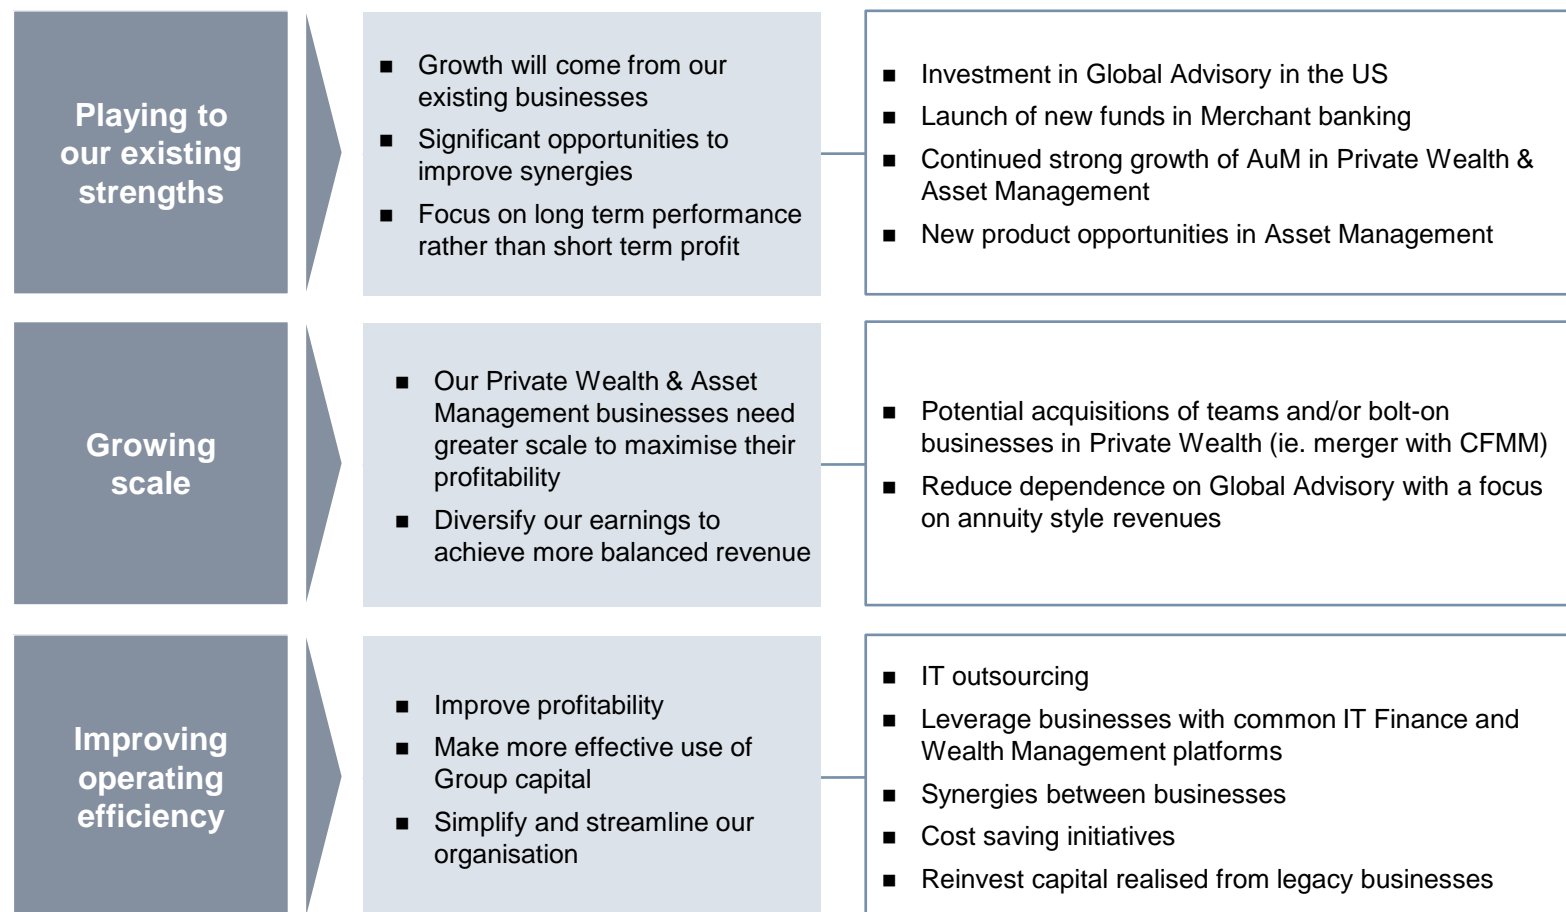 Playing to
our existing
strengths
■ Growth will come from our
existing businesses
■ Significant opportunities to
improve synergies
■ Focus on long term performance
rather than short term profit
■ Investment in Global Advisory in the US
■ Launch of new funds in Merchant banking
■ Continued strong growth of AuM in Private Wealth &
Asset Management
■ New product opportunities in Asset Management
Growing
scale
■ Our Private Wealth & Asset
Management businesses need
greater scale to maximise their
profitability
■ Diversify our earnings to
achieve more balanced revenue
■ Potential acquisitions of teams and/or bolt-on
businesses in Private Wealth (ie. merger with CFMM)
■ Reduce dependence on Global Advisory with a focus
on annuity style revenues
Improving
operating
efficiency
■ Improve profitability
■ Make more effective use of
Group capital
■ Simplify and streamline our
organisation
■ IT outsourcing
■ Leverage businesses with common IT Finance and
Wealth Management platforms
■ Synergies between businesses
■ Cost saving initiatives
■ Reinvest capital realised from legacy businesses